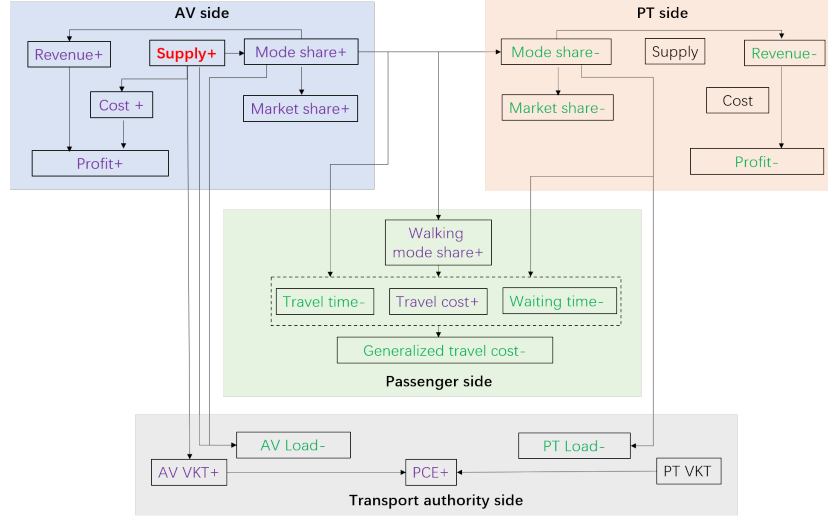 AV side
PT side
Revenue+
Supply+
Mode share+
Mode share-
Supply
Revenue-
Cost +
Market share+
Market share-
Cost
Profit+
Profit-
Walking
mode share+
Travel time-
Travel cost+
Waiting time-
Generalized travel cost-
Passenger side
AV Load-
PT Load-
AV VKT+
PCE+
PT VKT
Transport authority side